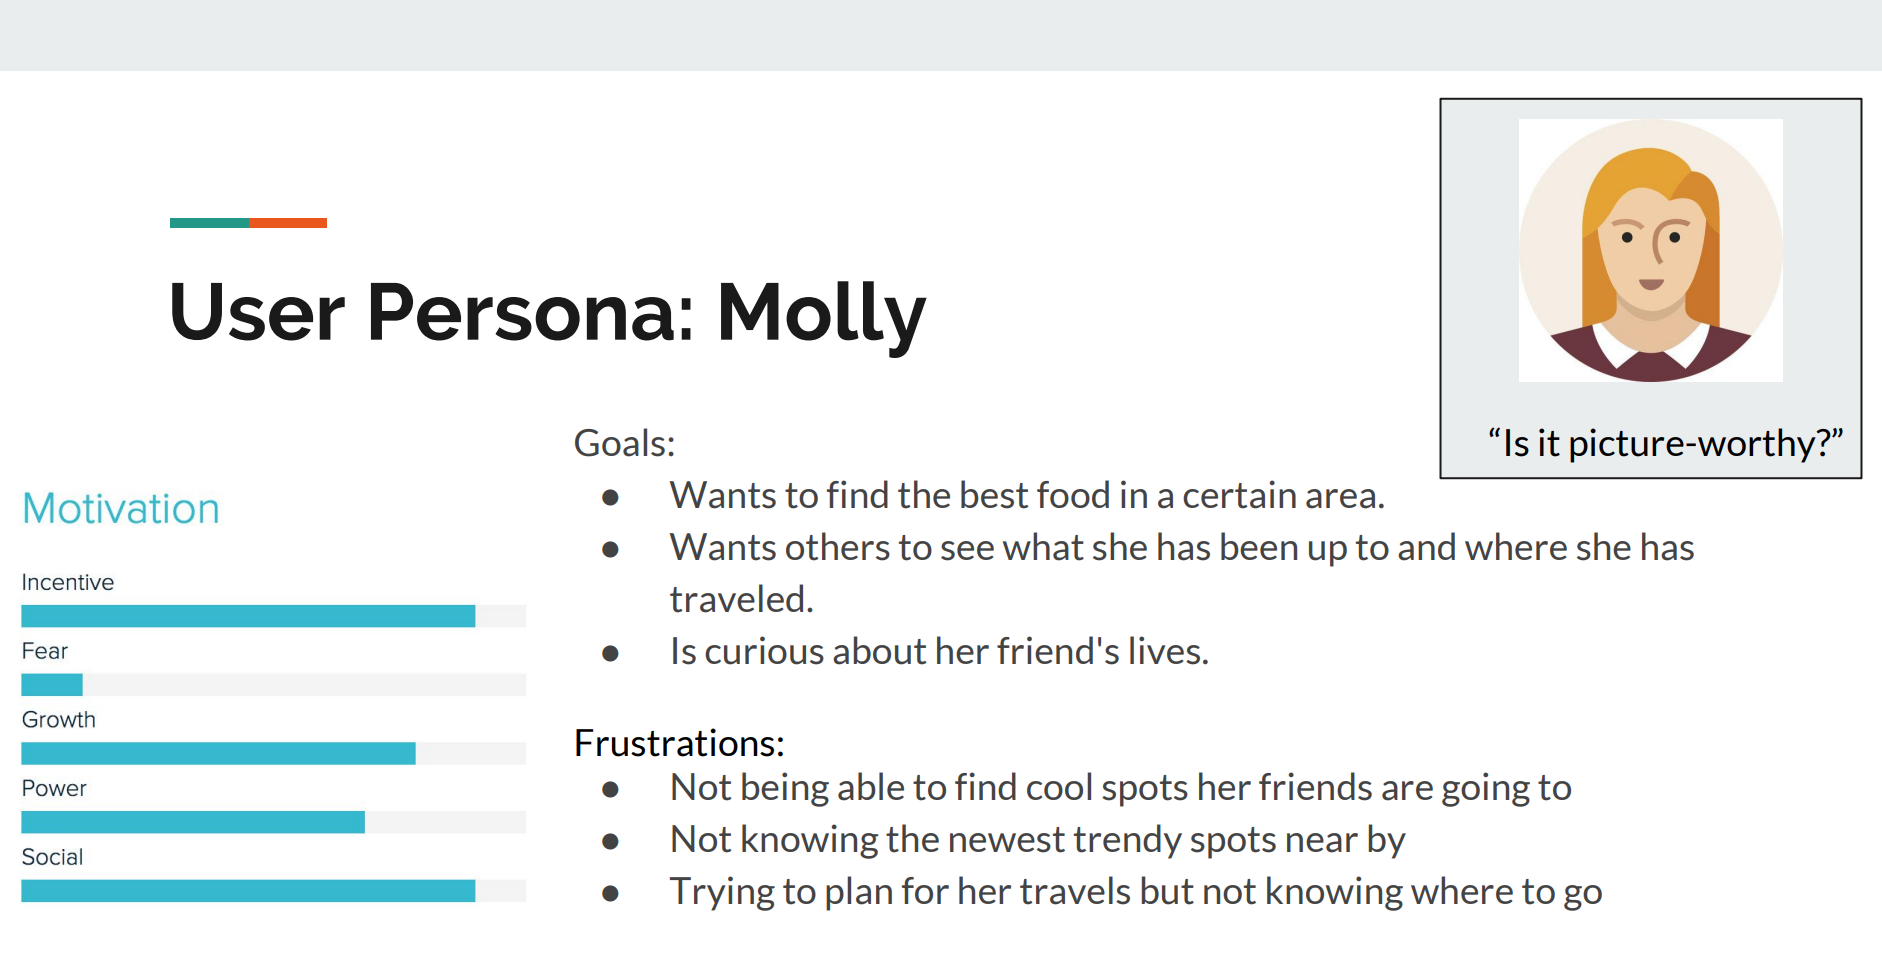 User Persona: Molly
“Is it picture-worthy?”
Motivation
Incentive
Fear
Growth
Power
Social
Goals:
● Wants to find the best food in a certain area.
● Wants others to see what she has been up to and where she has
traveled.
● Is curious about her friend's lives.
Frustrations:
● Not being able to find cool spots her friends are going to
● Not knowing the newest trendy spots near by
● Trying to plan for her travels but not knowing where to go